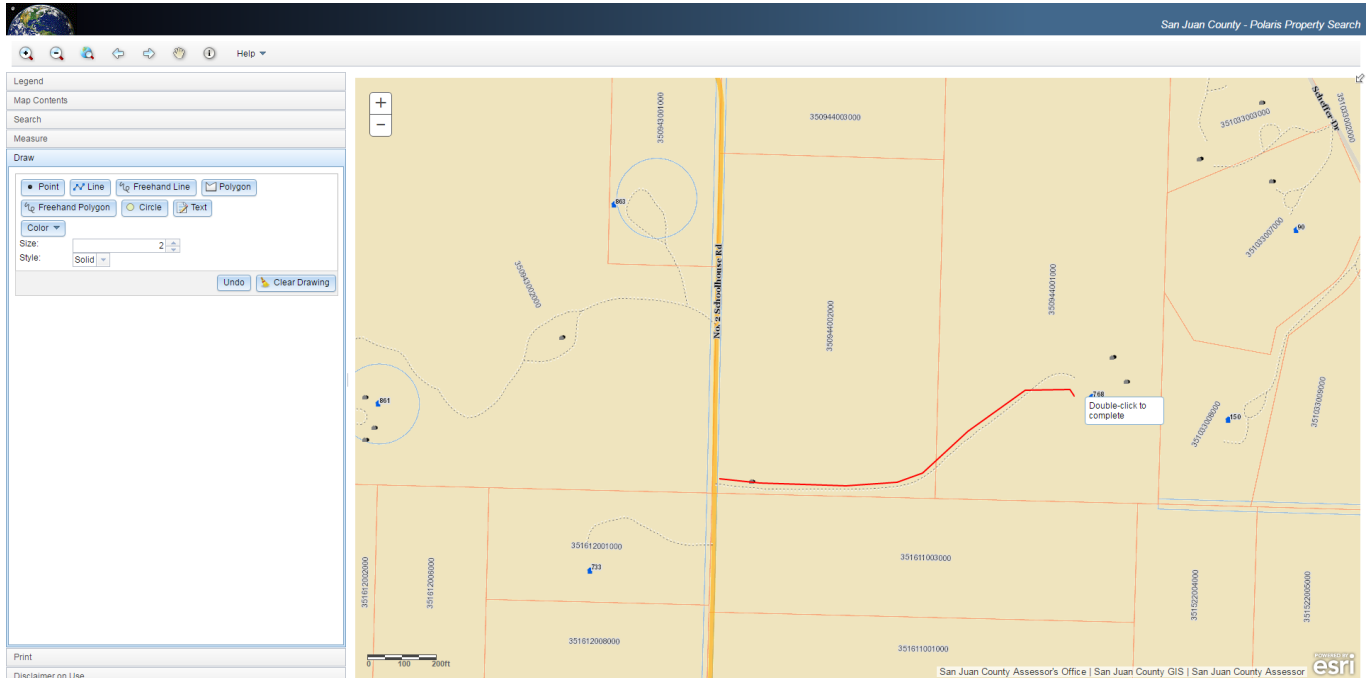 San Juan County - Polaris Property Search
Help
Legend
Map Contents
Search
Measure
Draw
Point
Line
Freehand Line
Polygon
Freehand Polygon
Circle
Text
Color
Size:
2
Style:
Solid
Undo
Clear Drawing
Print
Disclaimer on Use
+
−
350943001000
350944003000
Scheffer Dr
351033003000
351033002000
863
No. 2 Schoolhouse Rd
350943002000
350944002000
350944001000
351033007000
90
861
768
Double-click to
complete
351033008000
150
351033009000
351612002000
351612006000
351612001000
733
351611003000
351522004000
351522005000
351612008000
351611001000
0 100 200ft
San Juan County Assessor's Office | San Juan County GIS | San Juan County Assessor
POWERED BY
esri